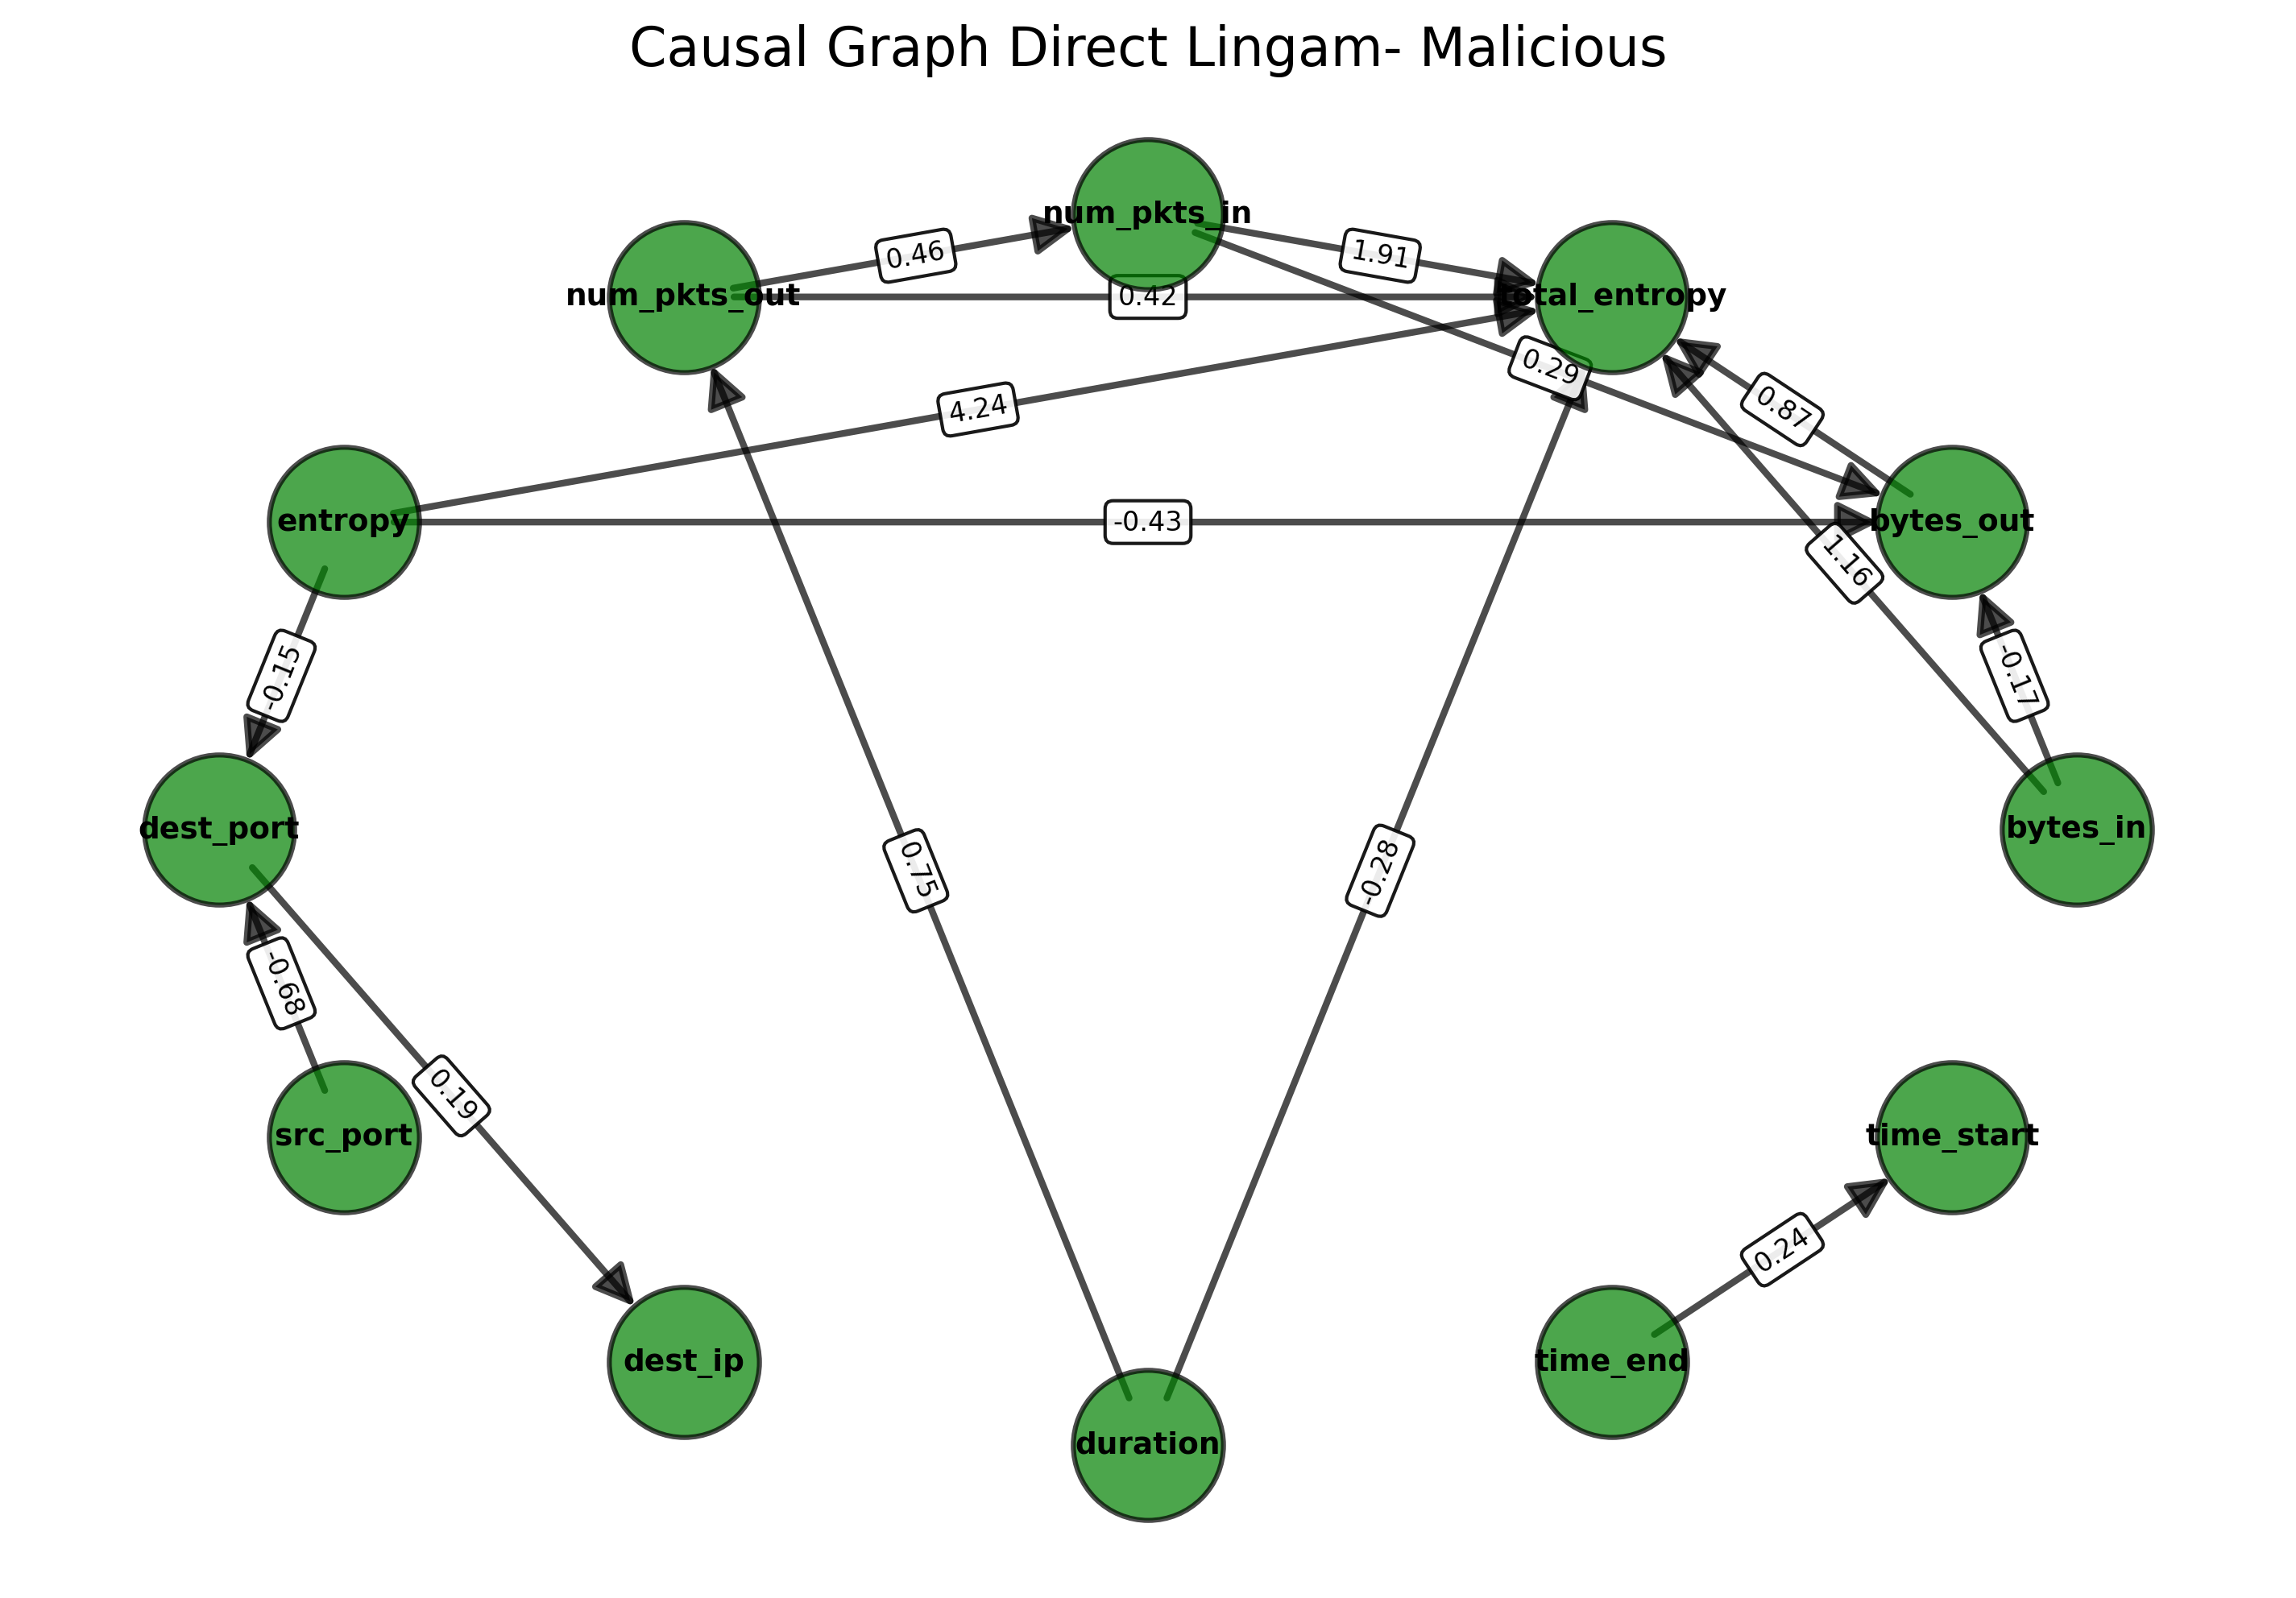 Causal Graph Direct Lingam- Malicious
num_pkts_in
0.46
1.91
num_pkts_out
0.42
total_entropy
0.29
0.87
4.24
entropy
-0.43
bytes_out
1.16
-0.15
-0.17
dest_port
bytes_in
0.75
-0.28
-0.68
0.19
src_port
time_start
0.24
dest_ip
time_end
duration